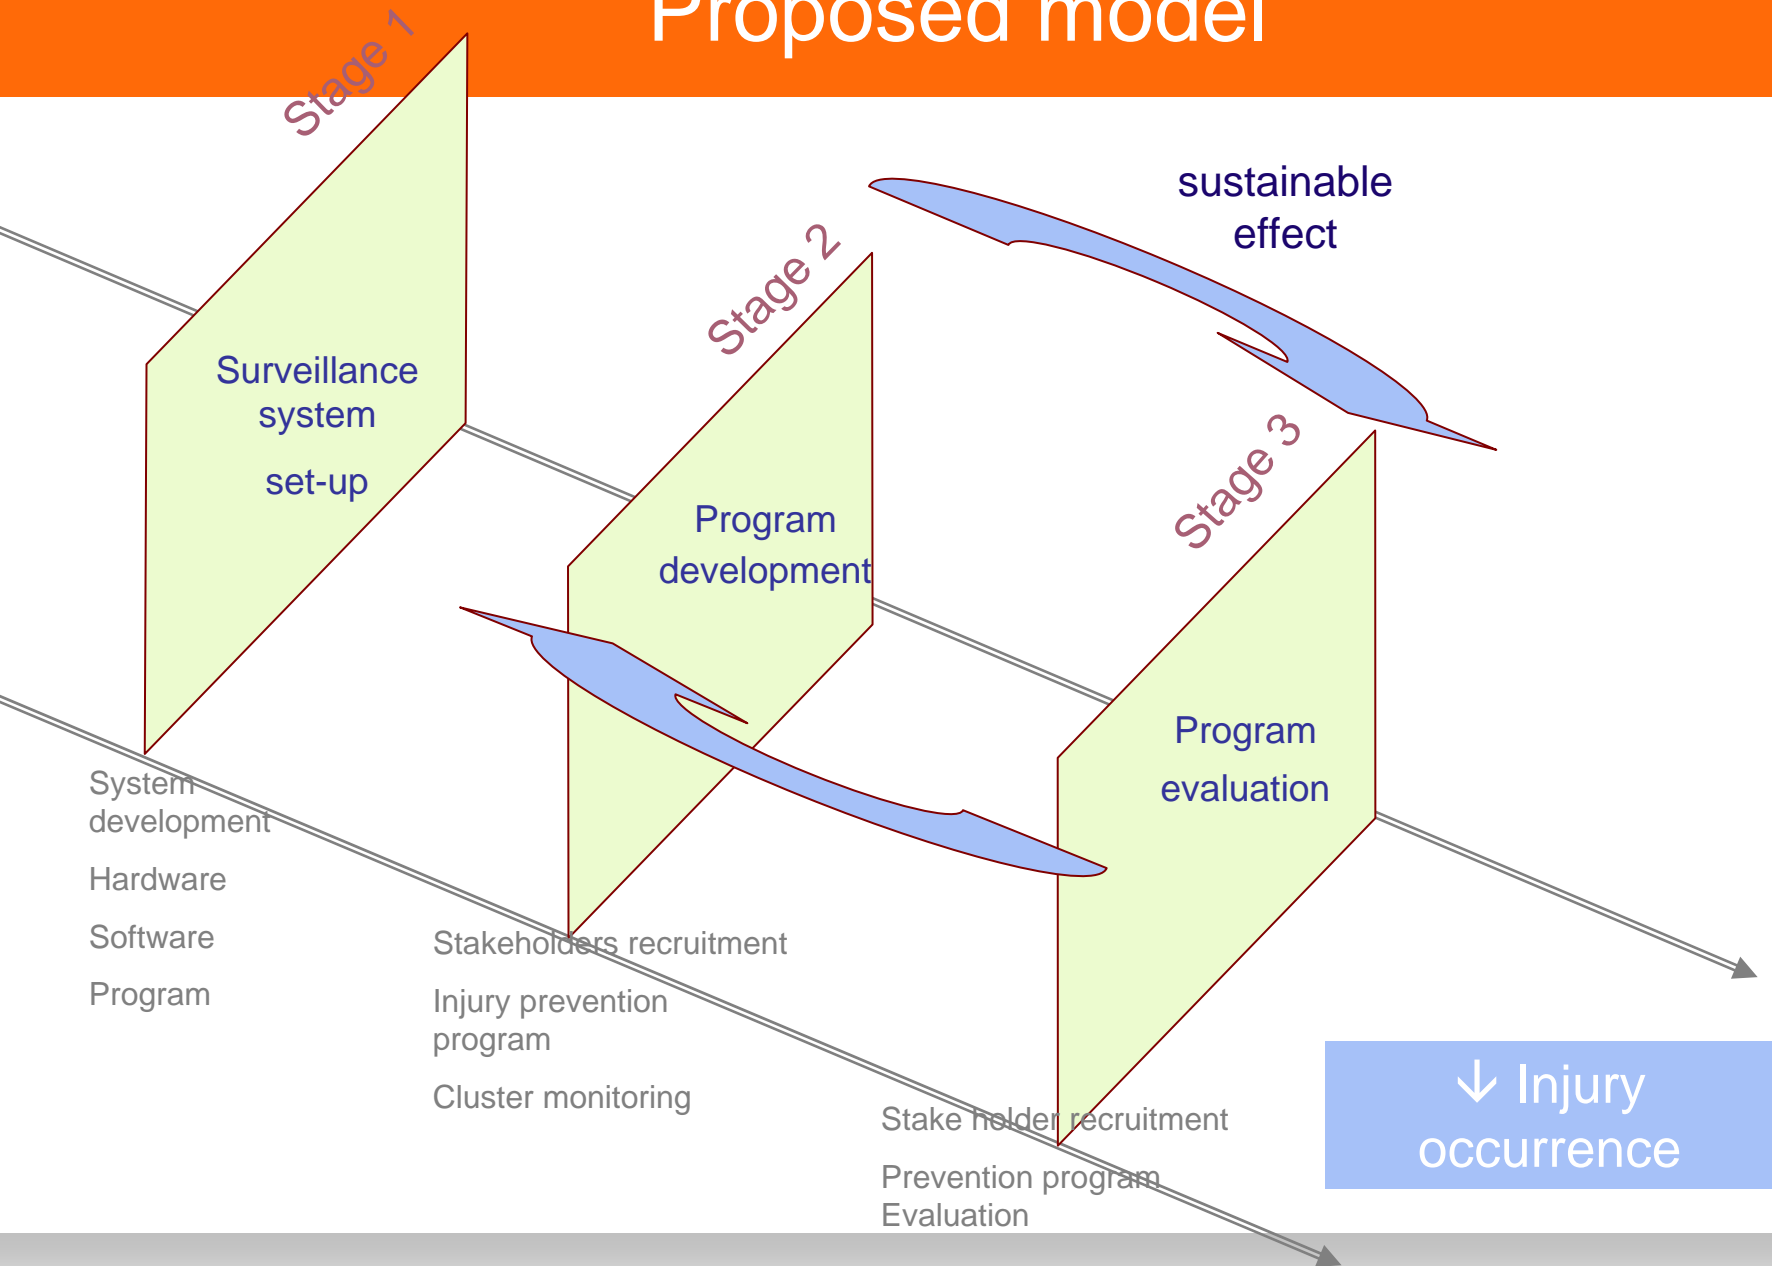 Proposed model
Stage 1
sustainable
effect
Stage 2
Surveillance
system
set-up
Stage 3
Program
development
Program
evaluation
System
development
Hardware
Software
Program
Stakeholders recruitment
Injury prevention
program
Cluster monitoring
Stake holder recruitment
Prevention program
Evaluation
↓ Injury
occurrence